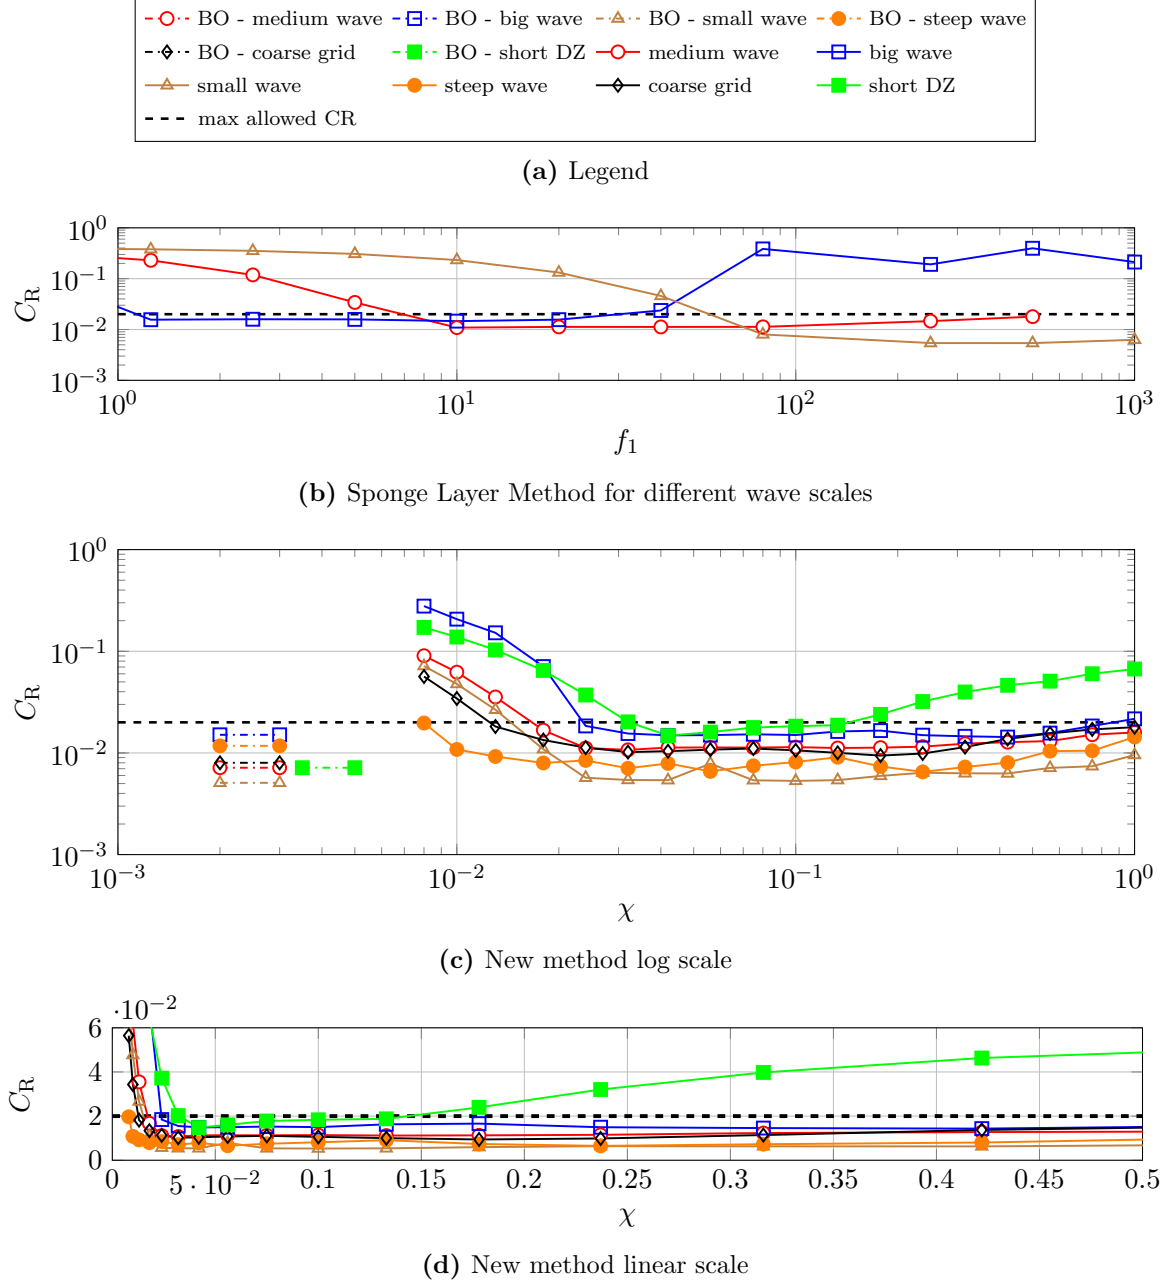 BO - medium wave BO - big wave BO - small wave BO - steep wave
BO - coarse grid BO - short DZ medium wave big wave
small wave steep wave coarse grid short DZ
max allowed CR
(a) Legend
10^0
10^-1
10^-2
10^-3
C_R
10^0 10^1 10^2 10^3
f_1
(b) Sponge Layer Method for different wave scales
10^0
10^-1
10^-2
10^-3
C_R
10^-3 10^-2 10^-1 10^0
χ
(c) New method log scale
·10^-2
6
4
2
0
C_R
0 5·10^-2 0.1 0.15 0.2 0.25 0.3 0.35 0.4 0.45 0.5
χ
(d) New method linear scale